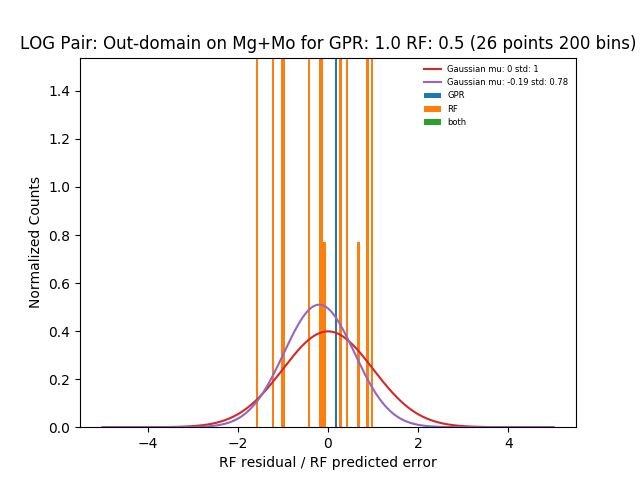 LOG Pair: Out-domain on Mg+Mo for GPR: 1.0 RF: 0.5 (26 points 200 bins)
Gaussian mu: 0 std: 1
Gaussian mu: -0.19 std: 0.78
GPR
RF
both
Normalized Counts
1.4
1.2
1.0
0.8
0.6
0.4
0.2
0.0
−4
−2
0
2
4
RF residual / RF predicted error